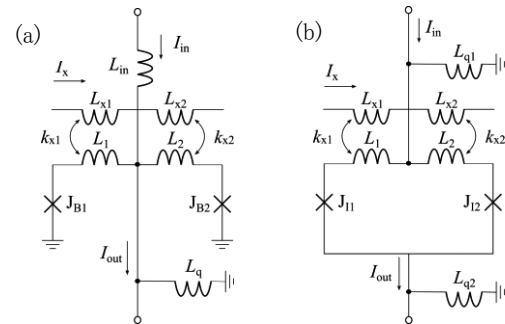 (a)
I_in
L_in
I_x
L_x1 L_x2
k_x1 L_1 L_2 k_x2
J_B1 J_B2
I_out
L_q
(b)
I_in
L_q1
I_x
L_x1 L_x2
k_x1 L_1 L_2 k_x2
J_I1 J_I2
I_out
L_q2